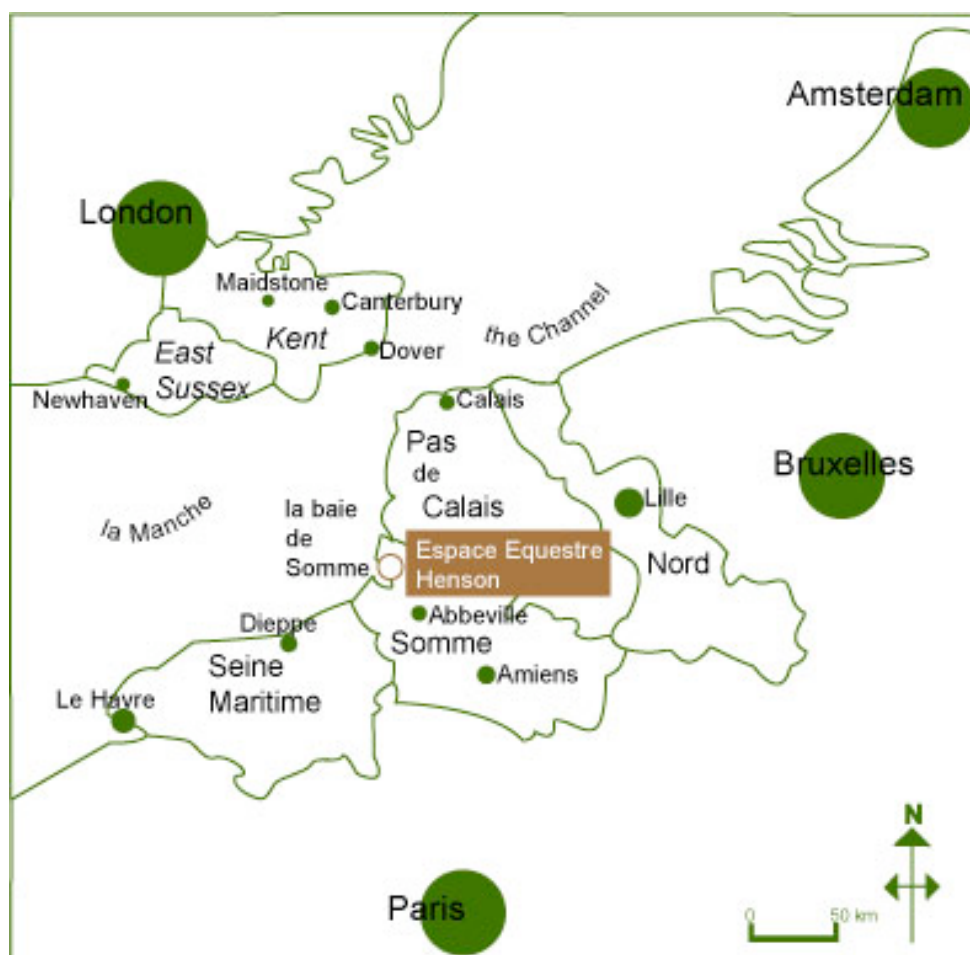 Amsterdam
London
Maidstone
Canterbury
the Channel
Kent
Dover
East
Sussex
Newhaven
Calais
Pas
de
Calais
Bruxelles
Lille
la Manche
la baie
de
Somme
Espace Equestre
Henson
Nord
Abbeville
Dieppe
Somme
Seine
Maritime
Amiens
Le Havre
N
Paris
0 50 km